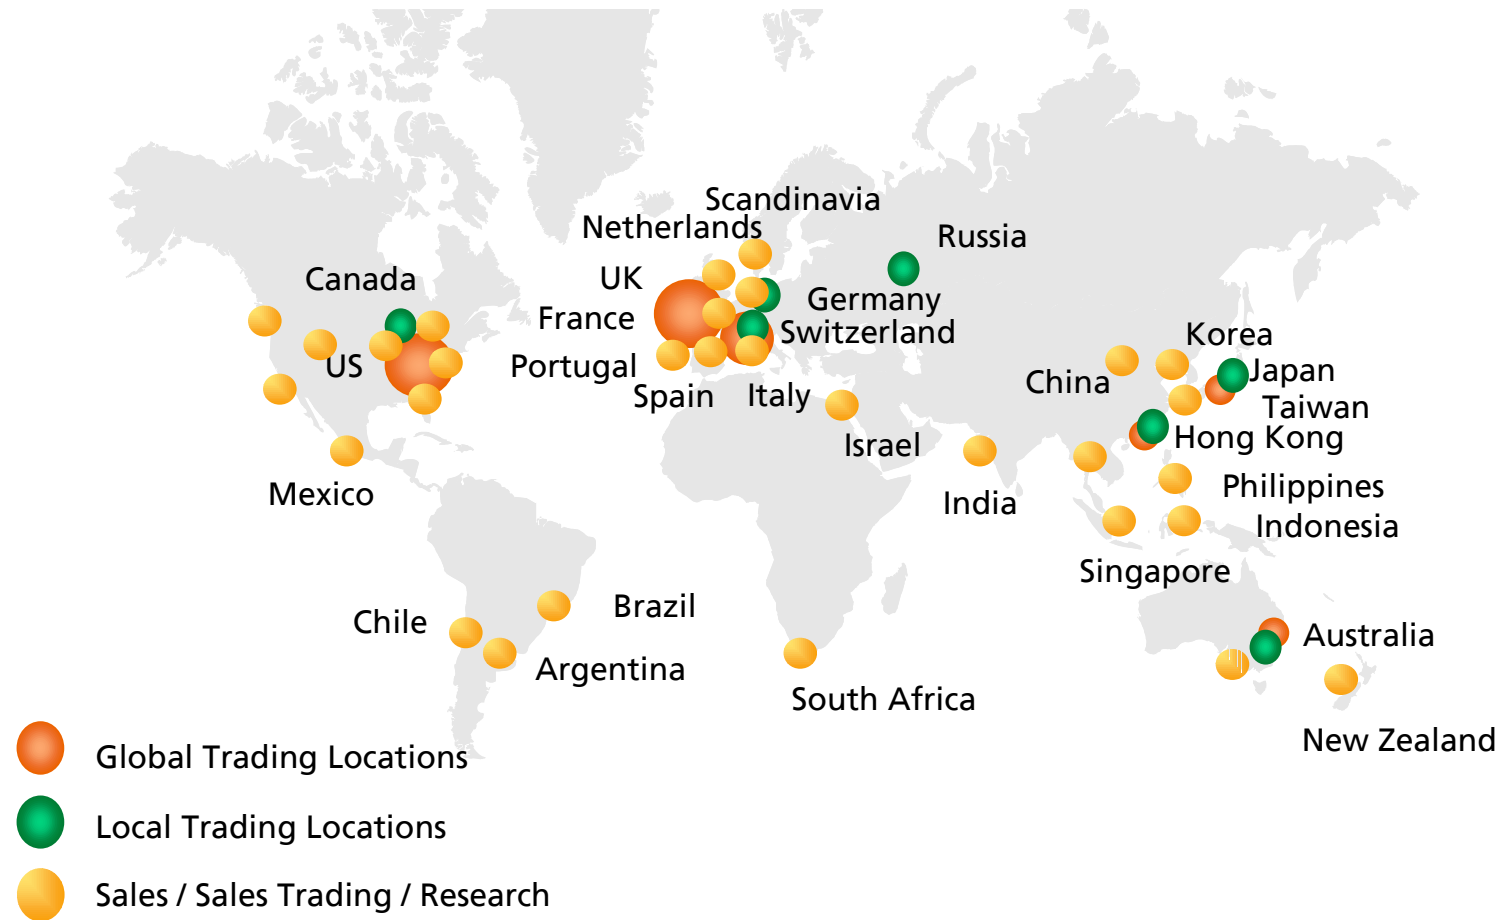 Scandinavia
Netherlands
Russia
UK
Canada
Germany
France
Switzerland
Korea
US
Portugal
China
Japan
Spain
Italy
Taiwan
Israel
Hong Kong
Mexico
India
Philippines
Indonesia
Singapore
Brazil
Chile
Australia
Argentina
South Africa
New Zealand
Global Trading Locations
Local Trading Locations
Sales / Sales Trading / Research